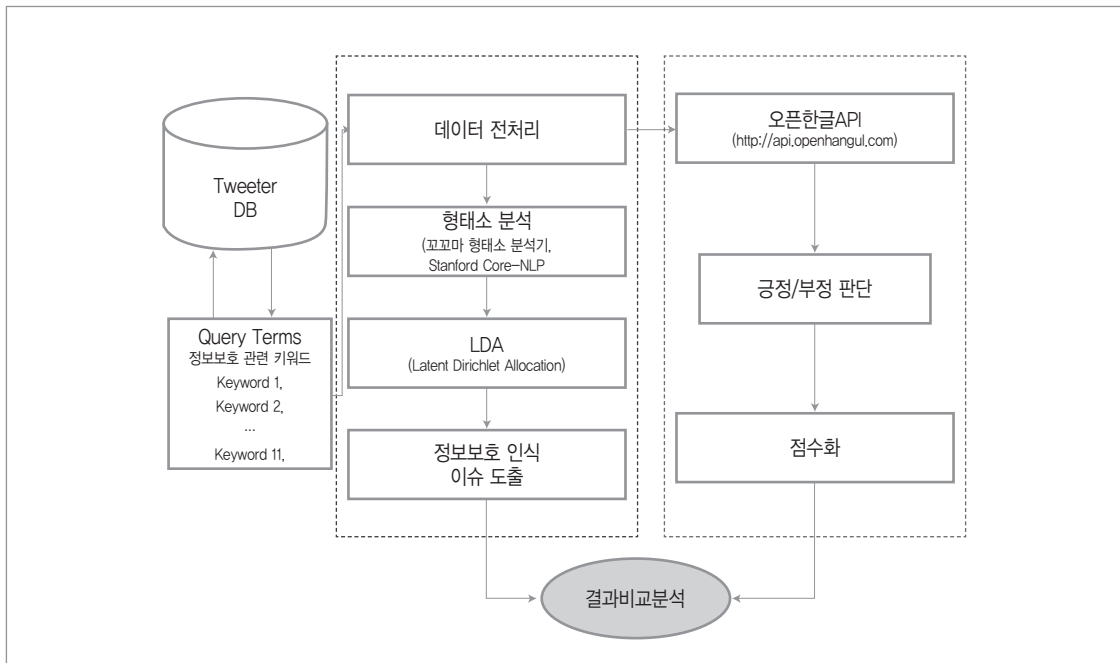 Tweeter
DB
Query Terms
정보보호 관련 키워드
Keyword 1,
Keyword 2,
...
Keyword 11,
데이터 전처리
형태소 분석
(꼬꼬마 형태소 분석기,
Stanford Core-NLP
LDA
(Latent Dirichlet Allocation)
정보보호 인식
이슈 도출
오픈한글API
(http://api.openhangul.com)
긍정/부정 판단
점수화
결과비교분석